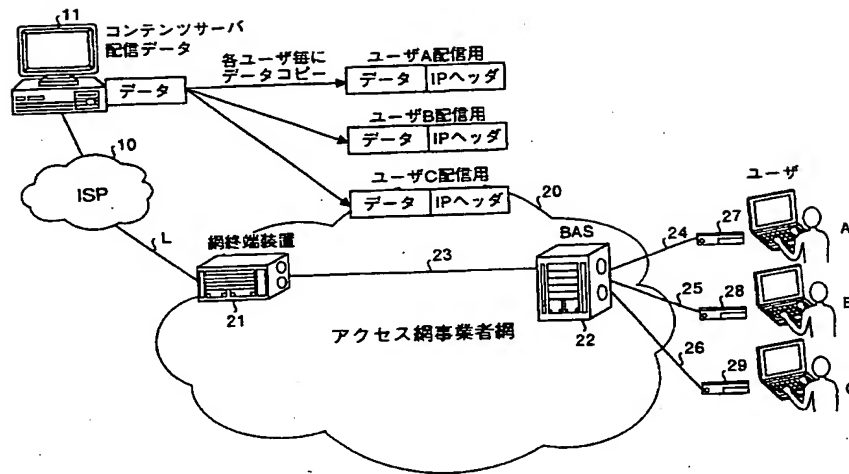 11
コンテンツサーバ
配信データ
データ
各ユーザ毎に
データコピー
ユーザA配信用
データ IPヘッダ
ユーザB配信用
データ IPヘッダ
ユーザC配信用
データ IPヘッダ
10
ISP
L
網終端装置
21
23
20
BAS
22
アクセス網事業者網
ユーザ
24
27
A
25
28
B
26
29
C